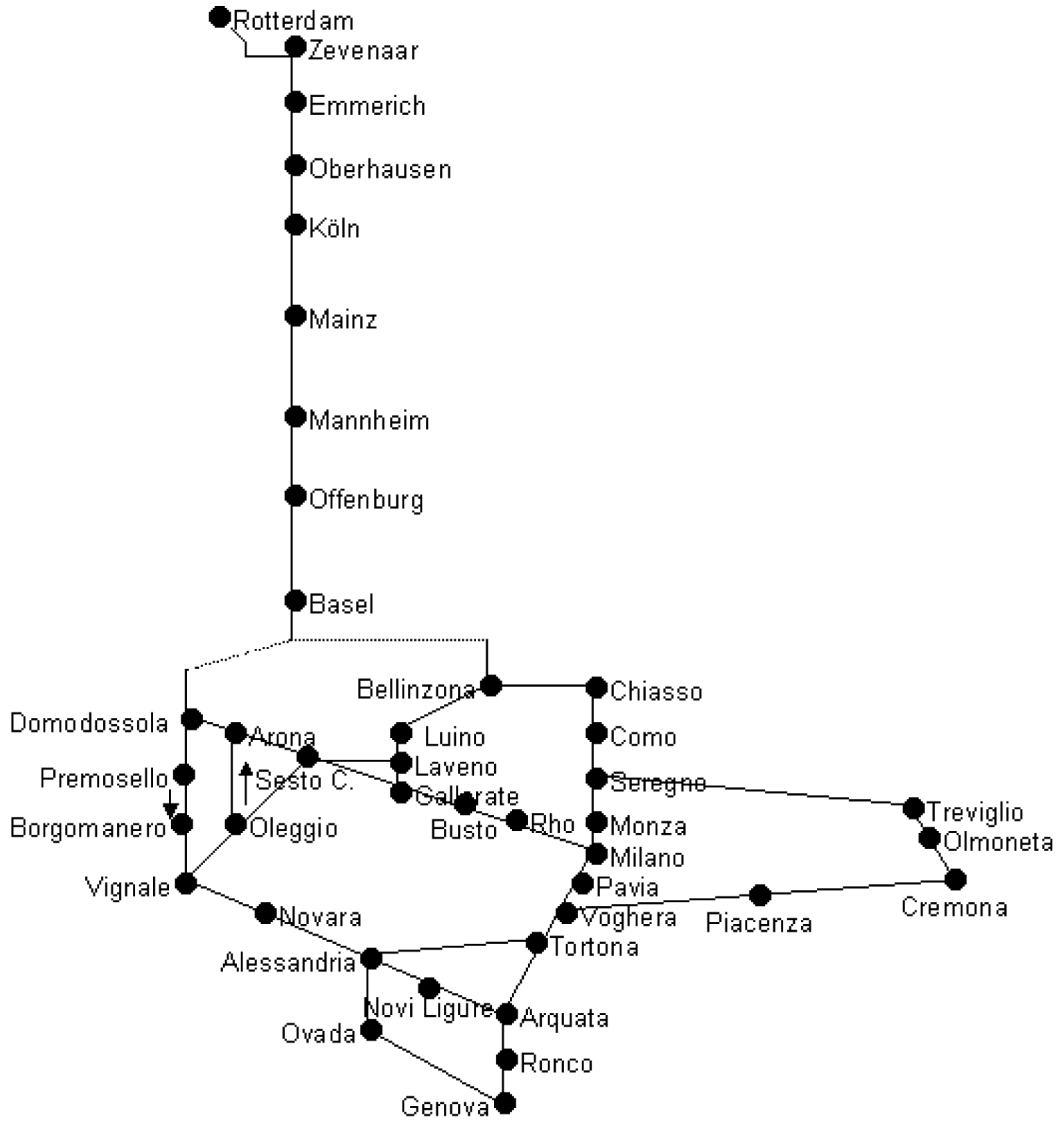 Rotterdam
Zevenaar
Emmerich
Oberhausen
Köln
Mainz
Mannheim
Offenburg
Basel
Bellinzona
Chiasso
Domodossola
Arona
Luino
Como
Premosello
Sesto C.
Laveno
Seregno
Gallerate
Treviglio
Borgomanero
Oleggio
Busto
Rho
Monza
Olmoneta
Milano
Vignale
Pavia
Cremona
Novara
Voghera
Piacenza
Tortona
Alessandria
Novi Ligure
Arquata
Ovada
Ronco
Genova